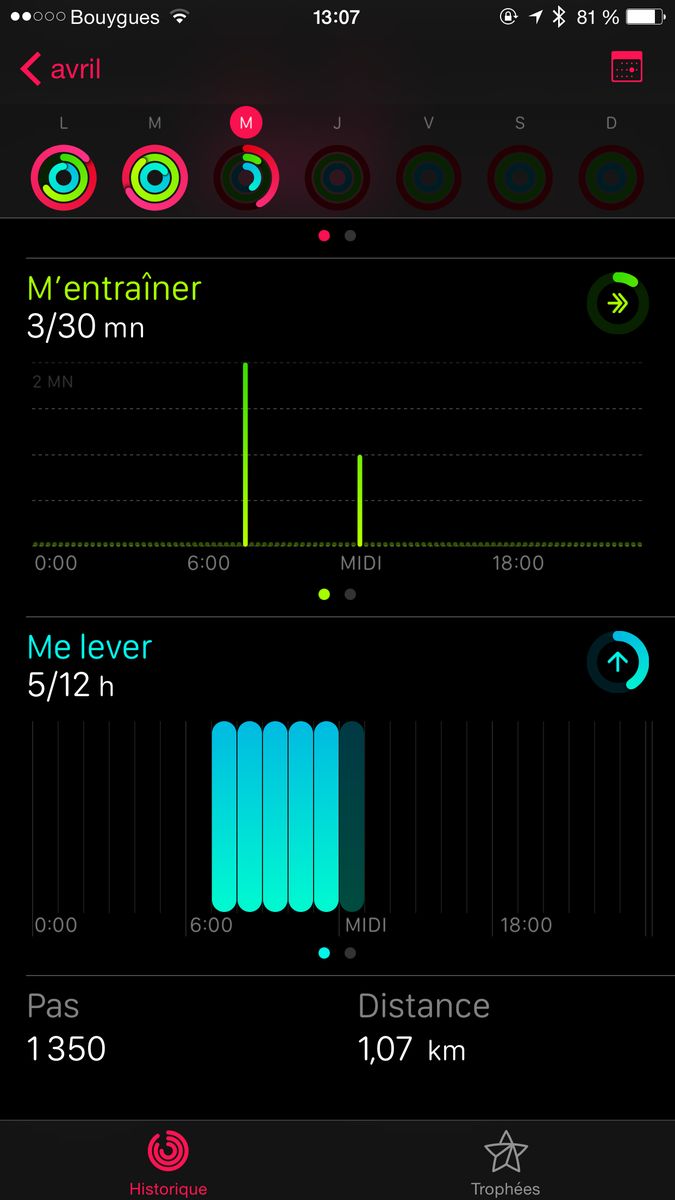 Bouygues 13:07 81 %
avril
L M M J V S D
M′entraîner
3/30 mn
2 MN
0:00 6:00 MIDI 18:00
Me lever
5/12 h
0:00 6:00 MIDI 18:00
Pas Distance
1 350 1,07 km
Historique Trophées